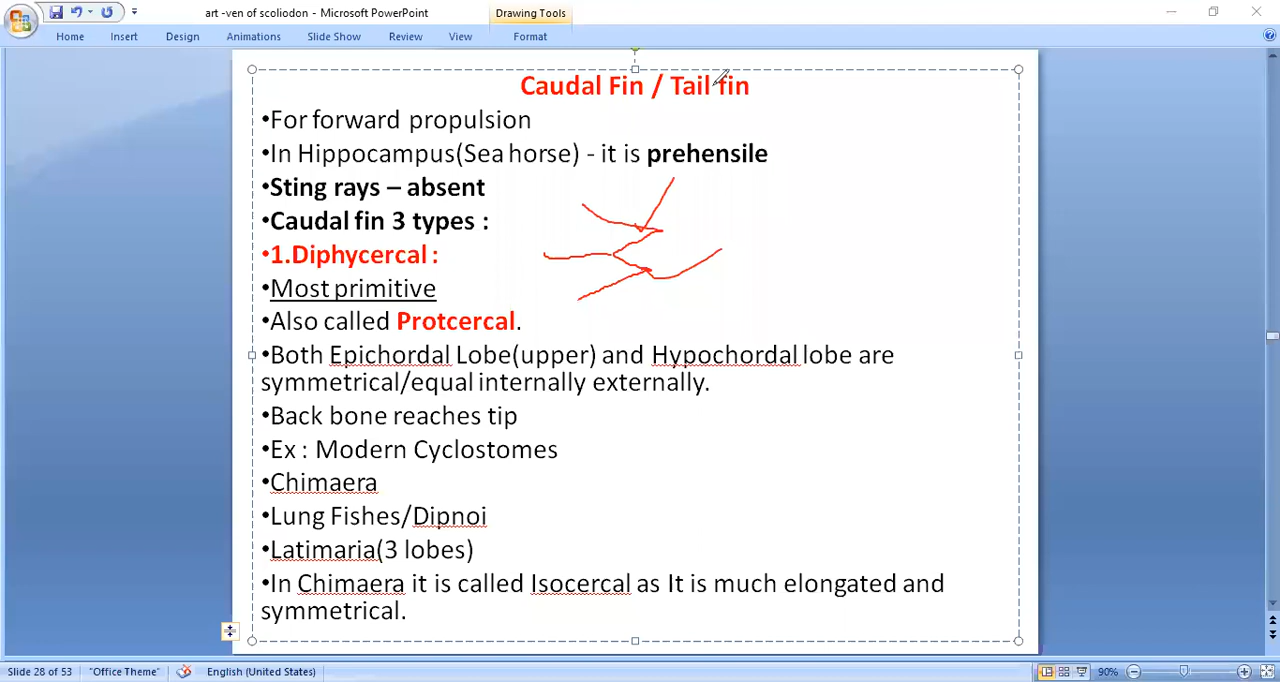 art -ven of scoliodon - Microsoft PowerPoint
Drawing Tools
Home Insert Design Animations Slide Show Review View Format
Caudal Fin / Tail fin
•For forward propulsion
•In Hippocampus(Sea horse) - it is prehensile
•Sting rays – absent
•Caudal fin 3 types :
•1.Diphycercal :
•Most primitive
•Also called Protcercal.
•Both Epichordal Lobe(upper) and Hypochordal lobe are
symmetrical/equal internally externally.
•Back bone reaches tip
•Ex : Modern Cyclostomes
•Chimaera
•Lung Fishes/Dipnoi
•Latimaria(3 lobes)
•In Chimaera it is called Isocercal as It is much elongated and
symmetrical.
Slide 28 of 53 "Office Theme" English (United States) 90%